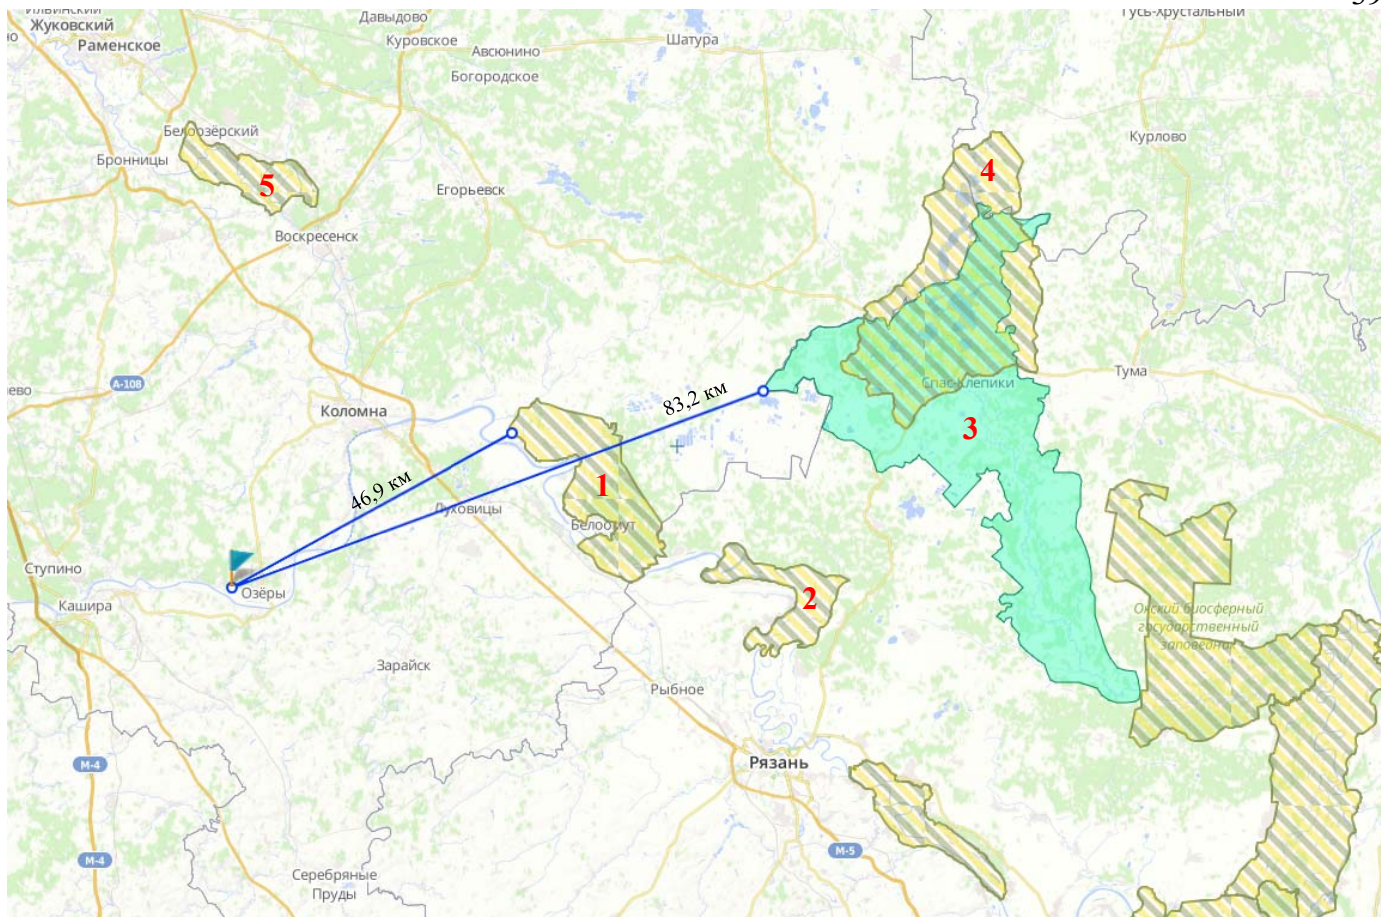 39
Ильинский
Жуковский
Раменское
Давыдово
Куровское
Авсюнино
Богородское
Шатура
Гусь-Хрустальный
Белоозёрский
Бронницы
5
Егорьевск
Воскресенск
4
Курлово
А-108
Коломна
83,2 км
Спас-Клепики
Тума
3
46,9 км
1
Луховицы
Белоомут
Ступино
Озёры
Кашира
2
Окский биосферный
государственный
заповедник
Зарайск
Рыбное
М-4
Рязань
М-5
М-4
Серебряные
Пруды